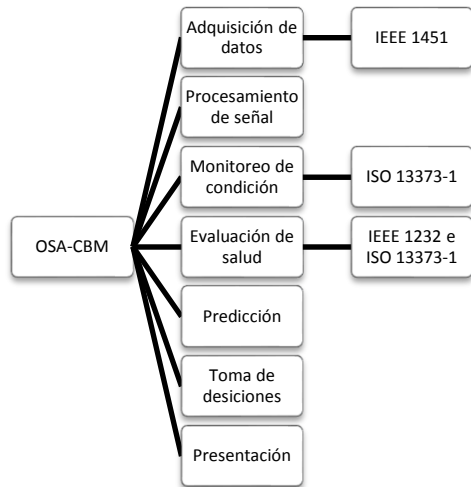 Adquisición de
datos
IEEE 1451
Procesamiento
de señal
Monitoreo de
condición
ISO 13373-1
OSA-CBM
Evaluación de
salud
IEEE 1232 e
ISO 13373-1
Predicción
Toma de
desiciones
Presentación